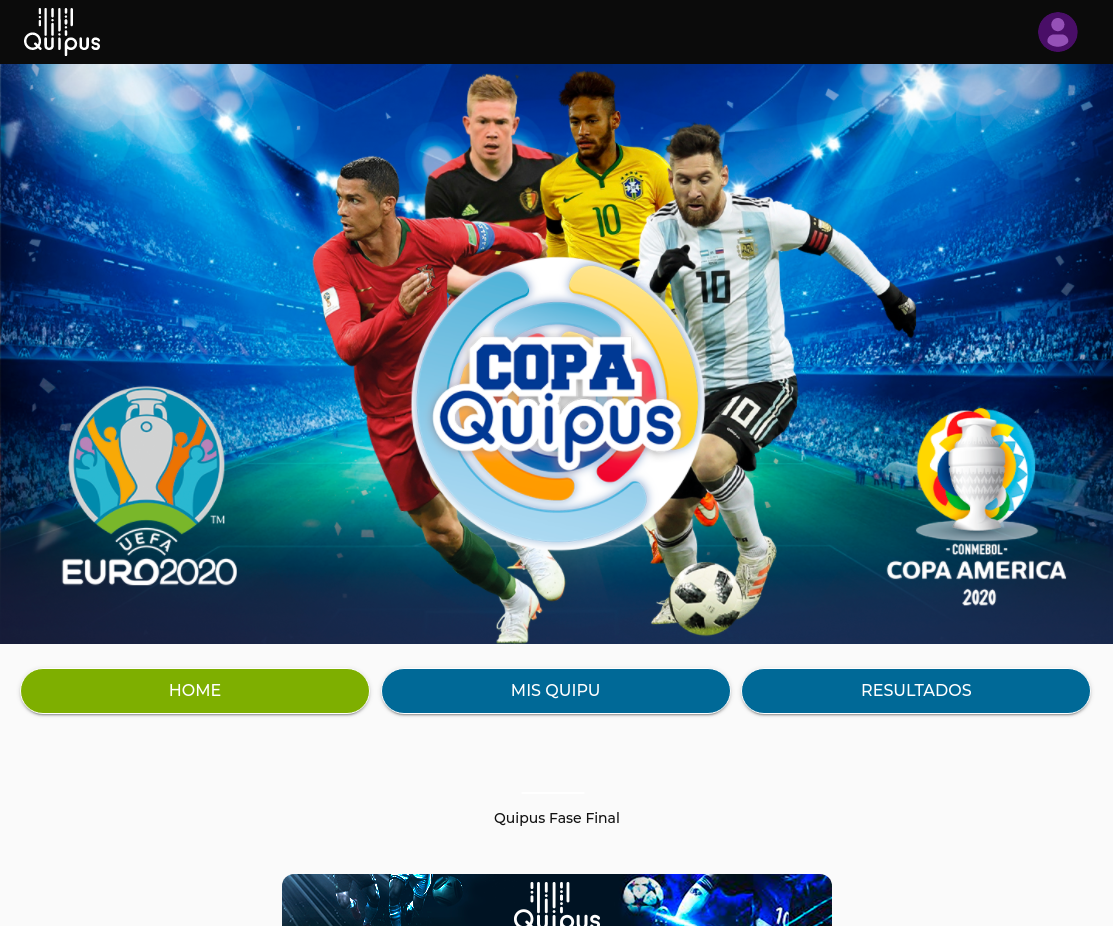 Quipus
10
10
10
COPA
Quipus
TM
UEFA
EURO2020
- CONMEBOL -
COPA AMERICA
2020
HOME
MIS QUIPU
RESULTADOS
Quipus Fase Final
Quipus
10